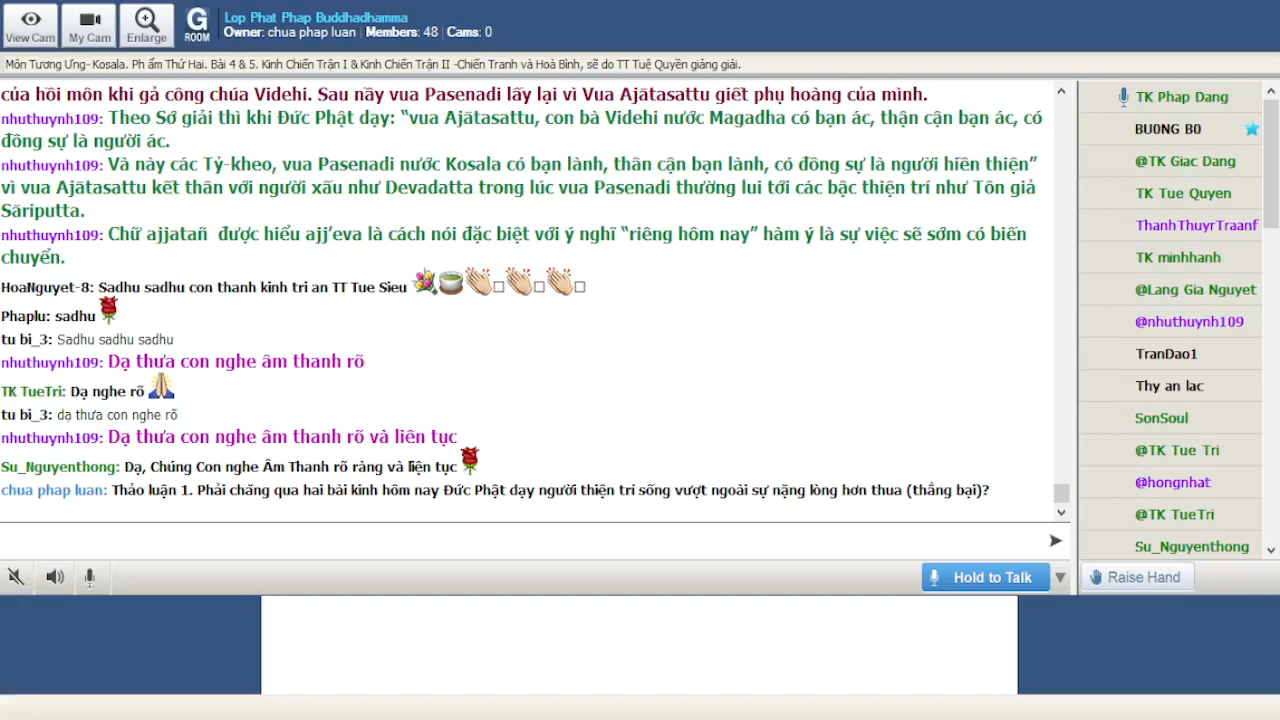 View Cam
My Cam
Enlarge
G
ROOM
Lop Phat Phap Buddhadhamma
Owner: chua phap luan | Members: 48 | Cams: 0
Môn Tương Ưng- Kosala. Ph ẩm Thứ Hai. Bài 4 & 5. Kinh Chiến Trận I & Kinh Chiến Trận II -Chiến Tranh và Hoà Bình, sẽ do TT Tuệ Quyền giảng giải.
của hồi môn khi gả công chúa Videhi. Sau nầy vua Pasenadi lấy lại vì Vua Ajātasattu giết phụ hoàng của mình.
nhuthuynh109: Theo Sớ giải thì khi Đức Phật dạy: “vua Ajātasattu, con bà Videhi nước Magadha có bạn ác, thận cận bạn ác, có
đồng sự là người ác.
nhuthuynh109: Và này các Tỷ-kheo, vua Pasenadi nước Kosala có bạn lành, thân cận bạn lành, có đồng sự là người hiền thiện”
vì vua Ajātasattu kết thân với người xấu như Devadatta trong lúc vua Pasenadi thường lui tới các bậc thiện trí như Tôn giả
Sāriputta.
nhuthuynh109: Chữ ajjatañ được hiểu ajj’eva là cách nói đặc biệt với ý nghĩ “riêng hôm nay” hàm ý là sự việc sẽ sớm có biến
chuyển.
HoaNguyet-8: Sadhu sadhu con thanh kinh tri an TT Tue Sieu
Phaplu: sadhu
tu bi_3: Sadhu sadhu sadhu
nhuthuynh109: Dạ thưa con nghe âm thanh rõ
TK TueTri: Dạ nghe rõ
tu bi_3: dạ thưa con nghe rõ
nhuthuynh109: Dạ thưa con nghe âm thanh rõ và liên tục
Su_Nguyenthong: Dạ, Chúng Con nghe Âm Thanh rõ ràng và liện tục
chua phap luan: Thảo luận 1. Phải chăng qua hai bài kinh hôm nay Đức Phật dạy người thiện trí sống vượt ngoài sự nặng lòng hơn thua (thắng bại)?
Hold to Talk
TK Phap Dang
BU0NG B0
@TK Giac Dang
TK Tue Quyen
ThanhThuyrTraanf
TK minhhanh
@Lang Gia Nguyet
@nhuthuynh109
TranDao1
Thy an lac
SonSoul
@TK Tue Tri
@hongnhat
@TK TueTri
Su_Nguyenthong
Raise Hand